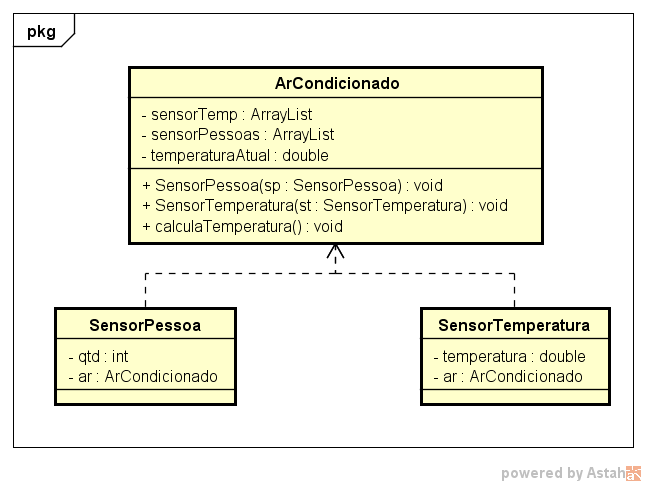 pkg
ArCondicionado
- sensorTemp : ArrayList
- sensorPessoas : ArrayList
- temperaturaAtual : double
+ SensorPessoa(sp : SensorPessoa) : void
+ SensorTemperatura(st : SensorTemperatura) : void
+ calculaTemperatura() : void
SensorPessoa
- qtd : int
- ar : ArCondicionado
SensorTemperatura
- temperatura : double
- ar : ArCondicionado
powered by Astah